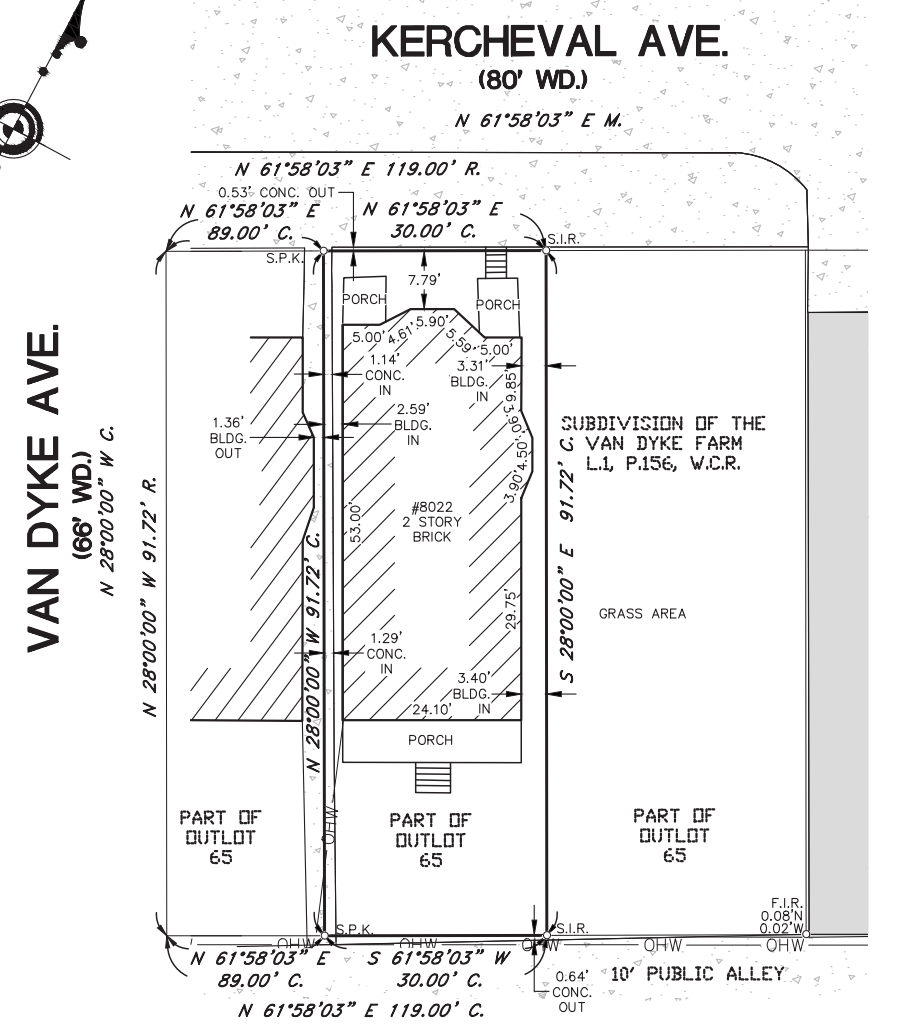 KERCHEVAL AVE.
(80' WD.)
N 61°58'03" E M.
N 61°58'03" E 119.00' R.
0.53' CONC. OUT
N 61°58'03" E
89.00' C.
N 61°58'03" E
30.00' C.
S.I.R.
S.P.K.
7.79'
PORCH
PORCH
5.00'
4.61'
5.90'
5.59'
5.00'
1.14'
CONC.
IN
3.31'
BLDG.
IN
9.85'
2.59'
BLDG.
IN
1.36'
BLDG.
OUT
3.90'
4.50'
3.90'
SUBDIVISION OF THE
VAN DYKE FARM
L.1, P.156, W.C.R.
VAN DYKE AVE.
(66' WD.)
N 28°00'00" W C.
N 28°00'00" W 91.72' R.
N 28°00'00" W 91.72' C.
53.00'
#8022
2 STORY
BRICK
29.75'
S 28°00'00" E 91.72' C.
GRASS AREA
1.29'
CONC.
IN
3.40'
BLDG.
IN
24.10'
PORCH
PART OF
OUTLOT
65
OHW
PART OF
OUTLOT
65
PART OF
OUTLOT
65
F.I.R.
0.08'N
0.02'W
S.P.K.
S.I.R.
OHW
OHW
OHW
OHW
OHW
N 61°58'03" E
89.00' C.
S 61°58'03" W
30.00' C.
0.64'
CONC.
OUT
10' PUBLIC ALLEY
N 61°58'03" E 119.00' C.